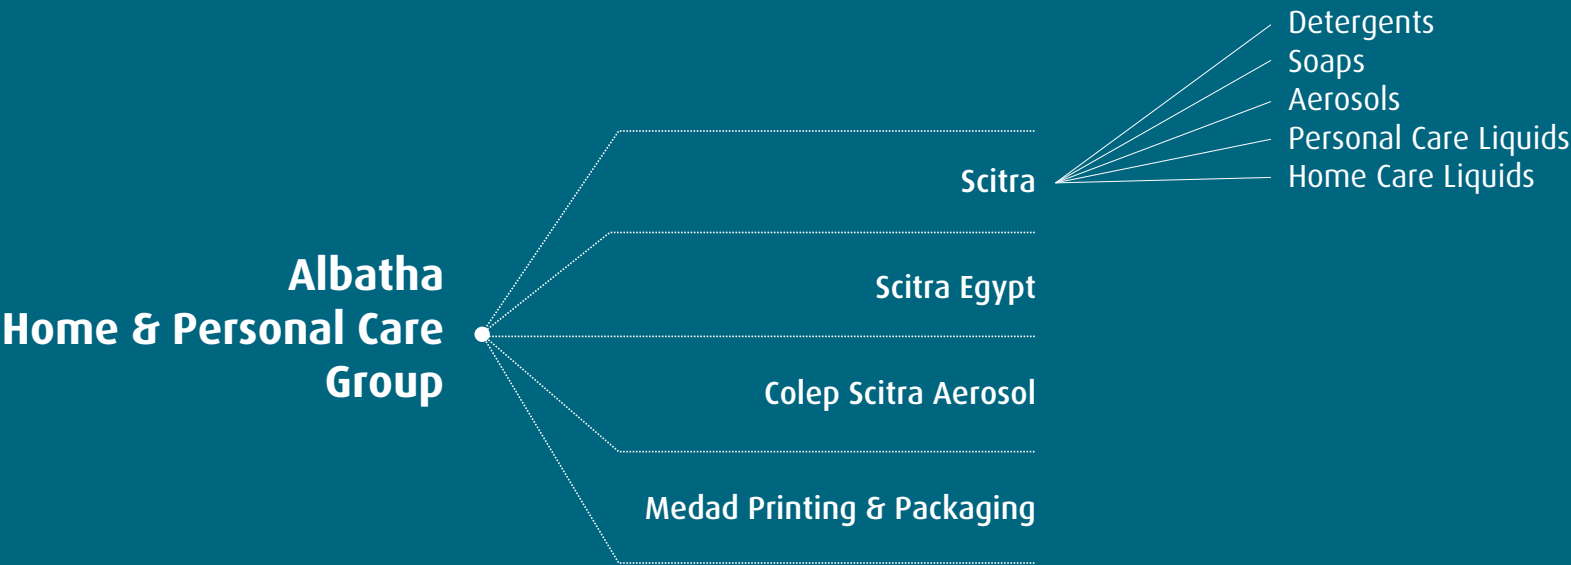 Albatha
Home & Personal Care
Group
Scitra
Scitra Egypt
Colep Scitra Aerosol
Medad Printing & Packaging
Detergents
Soaps
Aerosols
Personal Care Liquids
Home Care Liquids